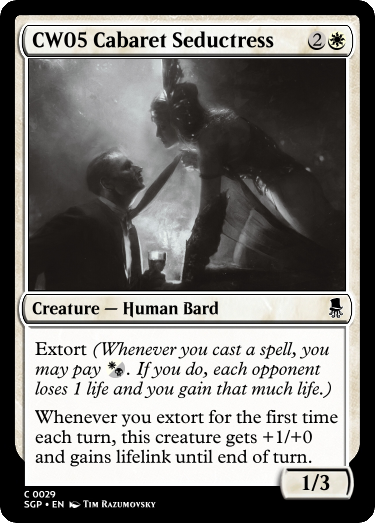 CW05 Cabaret Seductress 2
Creature — Human Bard
Extort (Whenever you cast a spell, you
may pay . If you do, each opponent
loses 1 life and you gain that much life.)
Whenever you extort for the first time
each turn, this creature gets +1/+0
and gains lifelink until end of turn.
1/3
C 0029
SGP • EN Tim Razumovsky